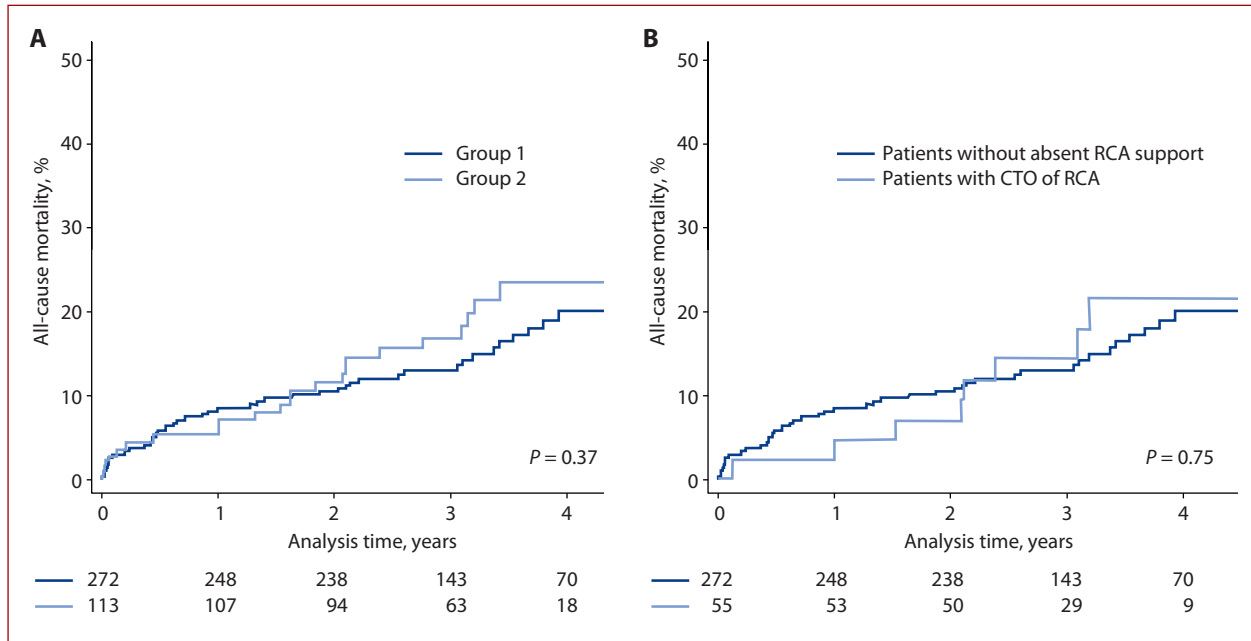 A
All-cause mortality, %
50
40
30
20
10
0
Group 1
Group 2
P = 0.37
0 1 2 3 4
Analysis time, years
272 248 238 143 70
113 107 94 63 18
B
All-cause mortality, %
50
40
30
20
10
0
Patients without absent RCA support
Patients with CTO of RCA
P = 0.75
0 1 2 3 4
Analysis time, years
272 248 238 143 70
55 53 50 29 9